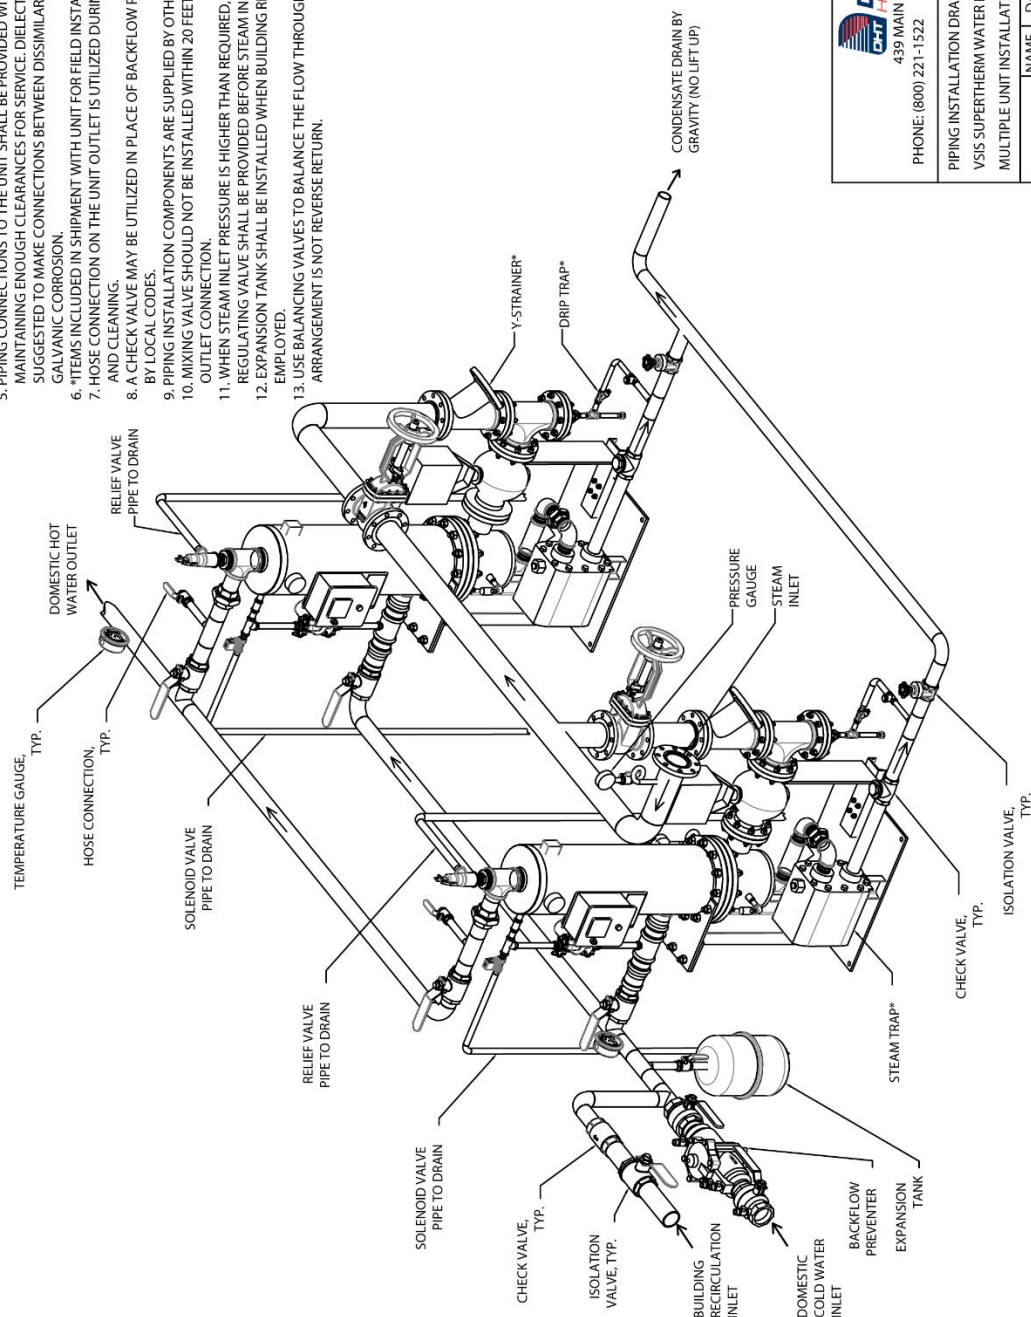 5. PIPING CONNECTIONS TO THE UNIT SHALL BE PROVIDED
MAINTAINING ENOUGH CLEARANCES FOR SERVICE. DIELECT
SUGGESTED TO MAKE CONNECTIONS BETWEEN DISSIMILAR
GALVANIC CORROSION.
6. *ITEMS INCLUDED IN SHIPMENT WITH UNIT FOR FIELD INSTA
7. HOSE CONNECTION ON THE UNIT OUTLET IS UTILIZED DURIN
AND CLEANING.
8. A CHECK VALVE MAY BE UTILIZED IN PLACE OF BACKFLOW P
BY LOCAL CODES.
9. PIPING INSTALLATION COMPONENTS ARE SUPPLIED BY OTH
10. MIXING VALVE SHOULD NOT BE INSTALLED WITHIN 20 FEET
OUTLET CONNECTION.
11. WHEN STEAM INLET PRESSURE IS HIGHER THAN REQUIRED,
REGULATING VALVE SHALL BE PROVIDED BEFORE STEAM IN
12. EXPANSION TANK SHALL BE INSTALLED WHEN BUILDING RE
EMPLOYED.
13. USE BALANCING VALVES TO BALANCE THE FLOW THROUGH
ARRANGEMENT IS NOT REVERSE RETURN.
TEMPERATURE GAUGE,
TYP.
HOSE CONNECTION,
TYP.
DOMESTIC HOT
WATER OUTLET
RELIEF VALVE
PIPE TO DRAIN
SOLENOID VALVE
PIPE TO DRAIN
RELIEF VALVE
PIPE TO DRAIN
SOLENOID VALVE
PIPE TO DRAIN
CHECK VALVE,
TYP.
ISOLATION
VALVE, TYP.
BUILDING
RECIRCULATION
INLET
DOMESTIC
COLD WATER
INLET
BACKFLOW
PREVENTER
EXPANSION
TANK
STEAM TRAP*
CHECK VALVE,
TYP.
ISOLATION VALVE,
TYP.
PRESSURE
GAUGE
STEAM
INLET
Y-STRAINER*
DRIP TRAP*
CONDENSATE DRAIN BY
GRAVITY (NO LIFT UP)
DHT
439 MAIN
PHONE: (800) 221-1522
PIPING INSTALLATION DRA
VSIS SUPERTHERM WATER
MULTIPLE UNIT INSTALLAT
NAME